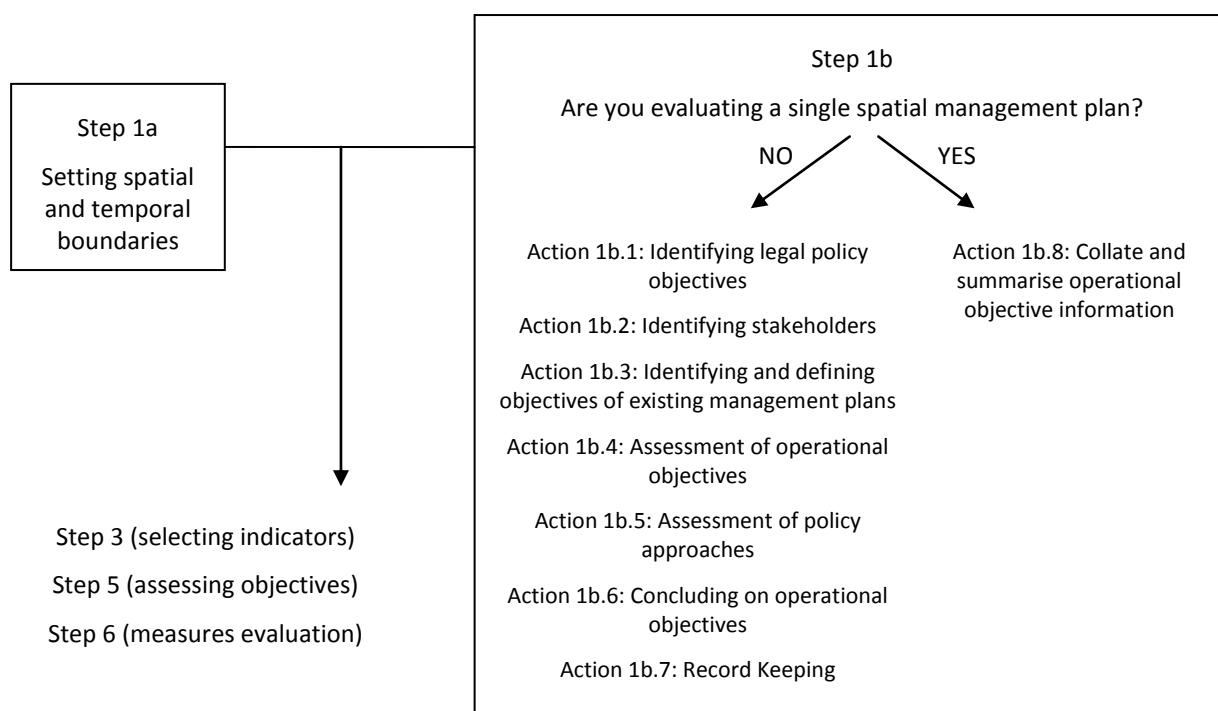 Step 1a
Setting spatial
and temporal
boundaries
Step 1b
Are you evaluating a single spatial management plan?
NO
YES
Action 1b.1: Identifying legal policy
objectives
Action 1b.2: Identifying stakeholders
Action 1b.3: Identifying and defining
objectives of existing management plans
Action 1b.4: Assessment of operational
objectives
Action 1b.5: Assessment of policy
approaches
Action 1b.6: Concluding on operational
objectives
Action 1b.7: Record Keeping
Action 1b.8: Collate and
summarise operational
objective information
Step 3 (selecting indicators)
Step 5 (assessing objectives)
Step 6 (measures evaluation)